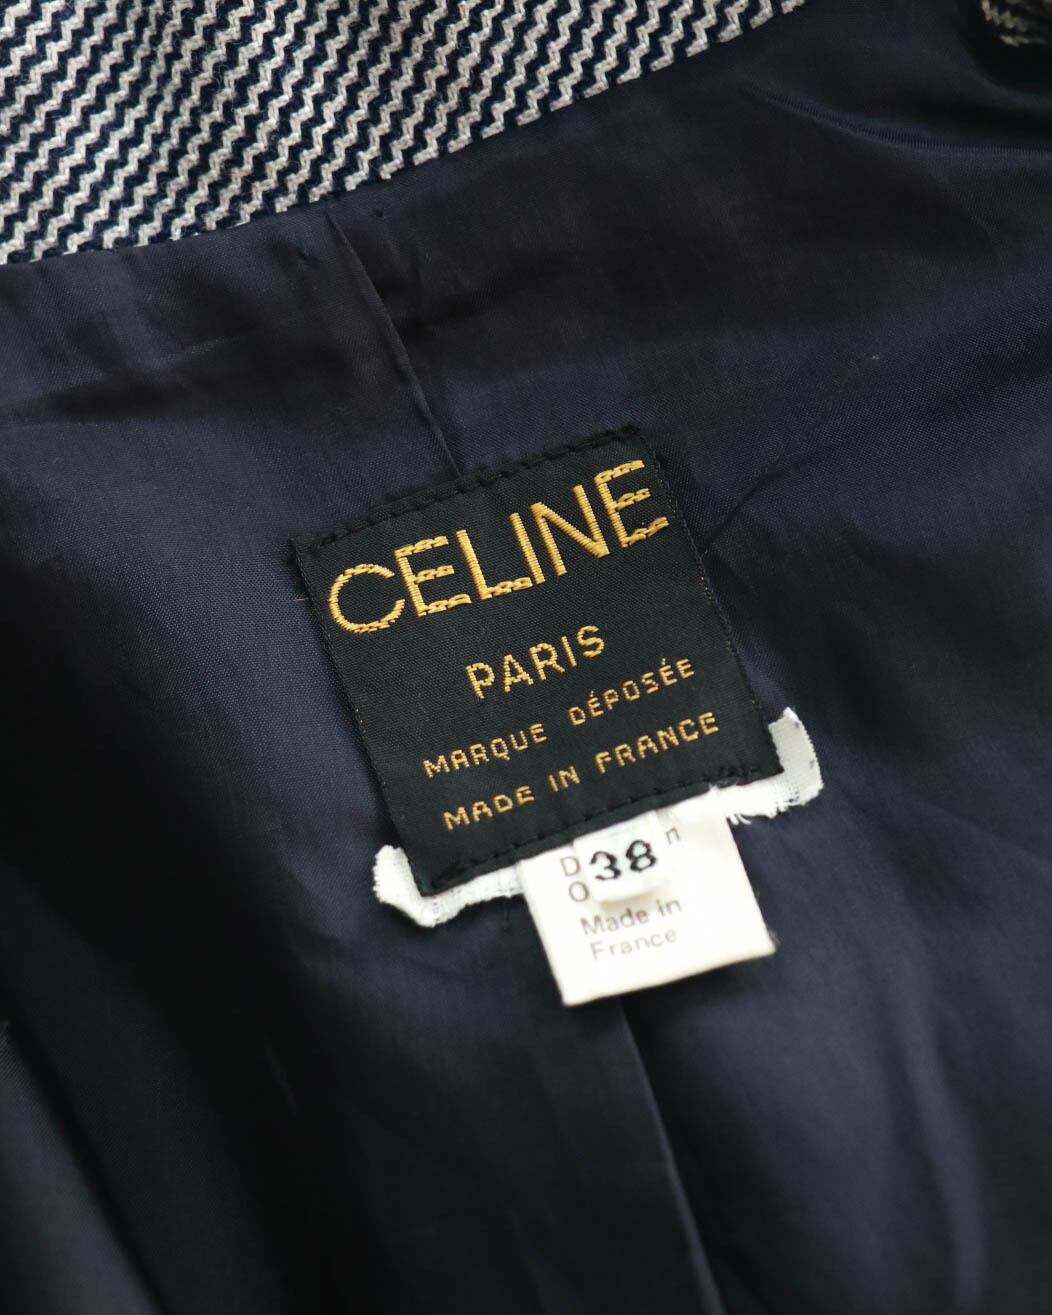 CELINE
PARIS
MARQUE DÉPOSÉE
MADE IN FRANCE
38
Made in
France